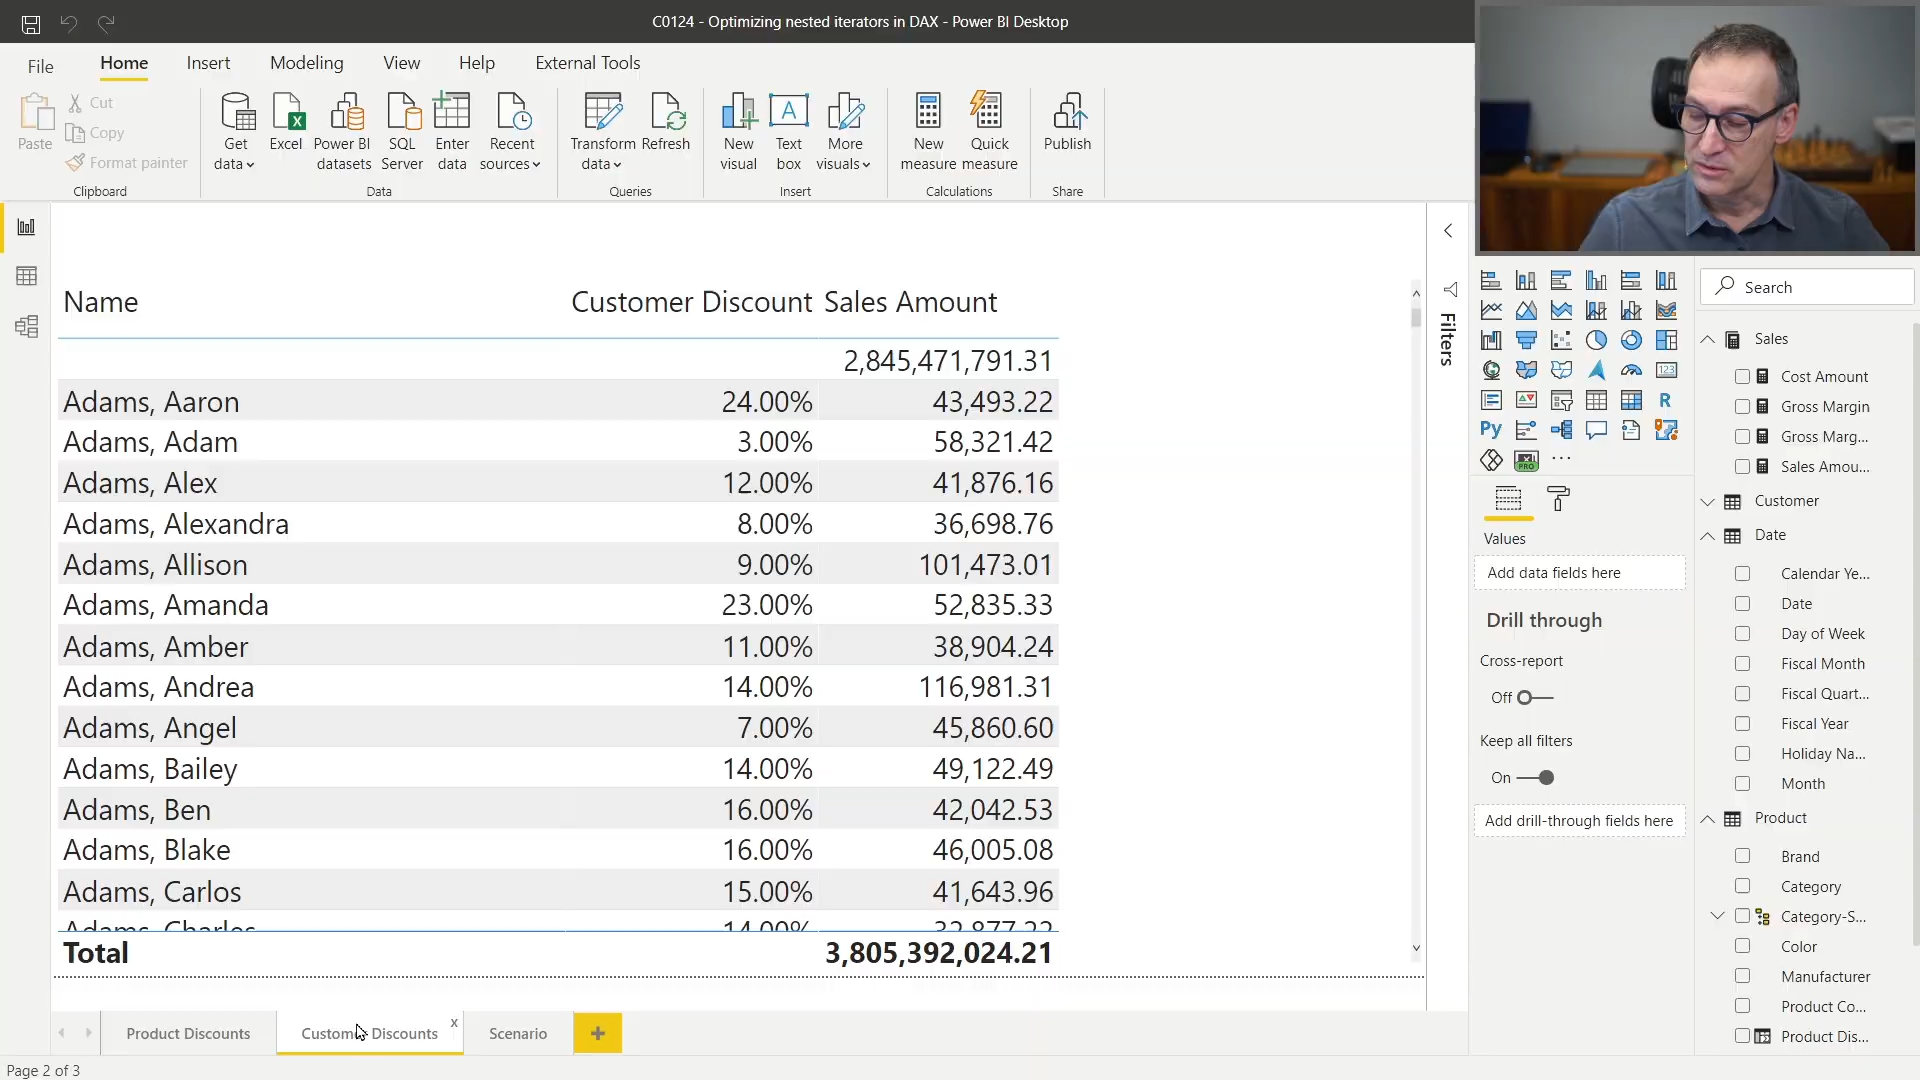 C0124 - Optimizing nested iterators in DAX - Power BI Desktop
File Home Insert Modeling View Help External Tools
Paste
Cut
Copy
Format painter
Clipboard
Get data
Excel
Power BI datasets
SQL Server
Enter data
Recent sources
Data
Transform data
Refresh
Queries
New visual
Text box
More visuals
Insert
New measure
Quick measure
Calculations
Publish
Share
Name Customer Discount Sales Amount
2,845,471,791.31
Adams, Aaron 24.00% 43,493.22
Adams, Adam 3.00% 58,321.42
Adams, Alex 12.00% 41,876.16
Adams, Alexandra 8.00% 36,698.76
Adams, Allison 9.00% 101,473.01
Adams, Amanda 23.00% 52,835.33
Adams, Amber 11.00% 38,904.24
Adams, Andrea 14.00% 116,981.31
Adams, Angel 7.00% 45,860.60
Adams, Bailey 14.00% 49,122.49
Adams, Ben 16.00% 42,042.53
Adams, Blake 16.00% 46,005.08
Adams, Carlos 15.00% 41,643.96
Adams, Charles 14.00% 32,877.22
Total 3,805,392,024.21
Filters
R
Py
PRO
123
...
Values
Add data fields here
Drill through
Cross-report
Off
Keep all filters
On
Add drill-through fields here
Search
Sales
Cost Amount
Gross Margin
Gross Marg...
Sales Amou...
Customer
Date
Calendar Ye...
Date
Day of Week
Fiscal Month
Fiscal Quart...
Fiscal Year
Holiday Na...
Month
Product
Brand
Category
Category-S...
Color
Manufacturer
Product Co...
Product Dis...
Product Discounts Customer Discounts x Scenario +
Page 2 of 3